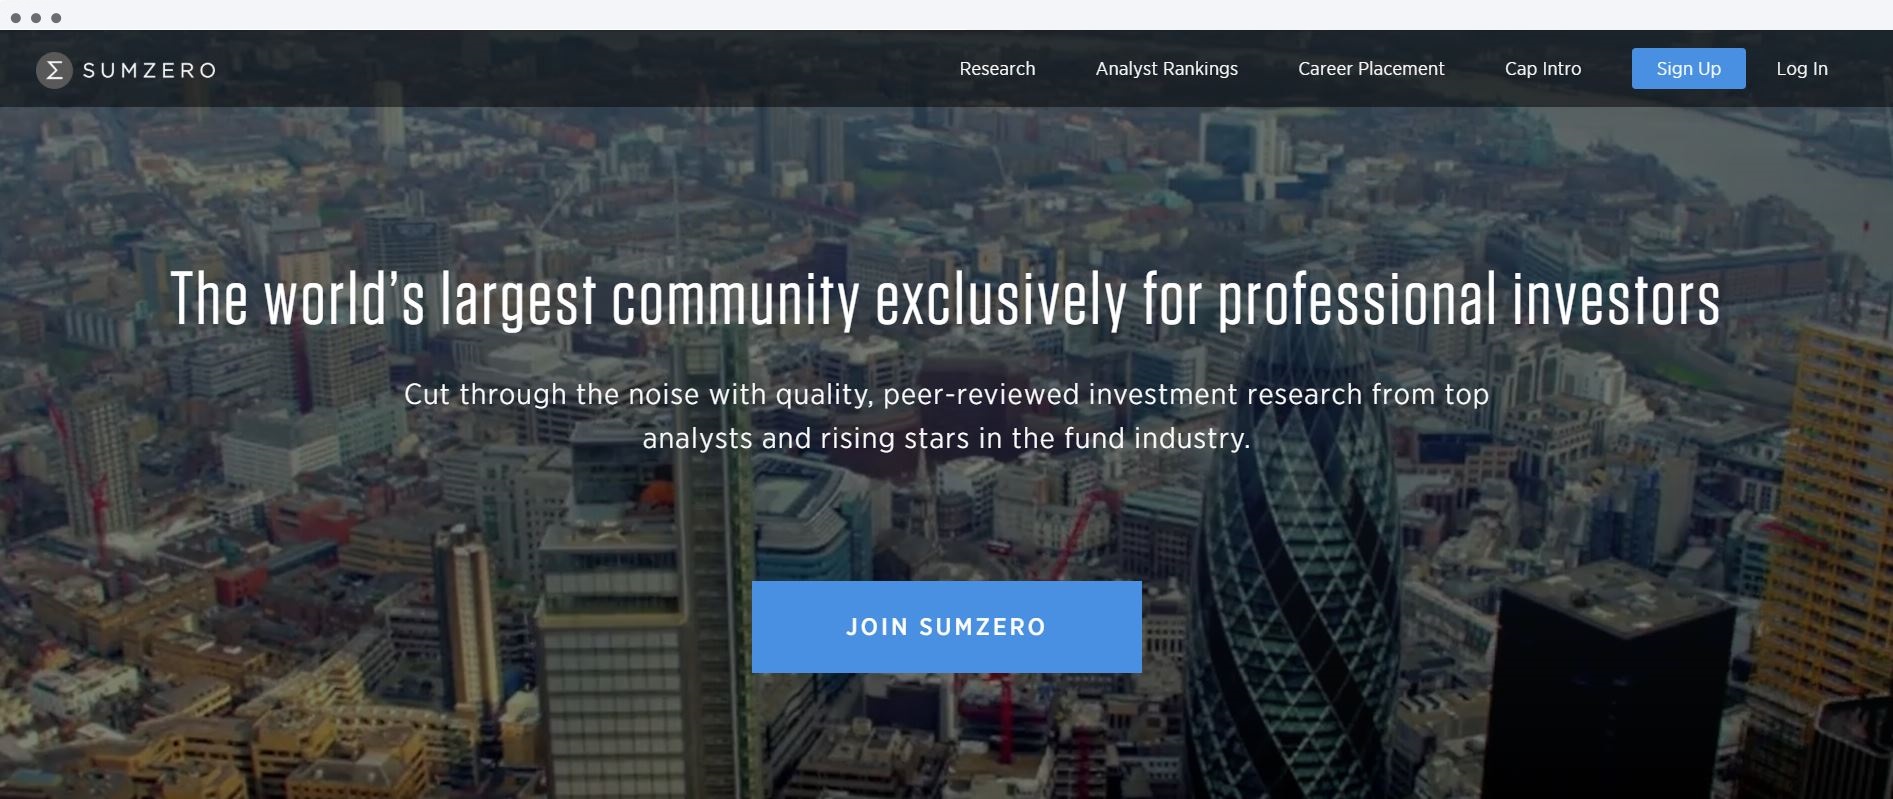 SUMZERO
Research
Analyst Rankings
Career Placement
Cap Intro
Sign Up
Log In
The world’s largest community exclusively for professional investors
Cut through the noise with quality, peer-reviewed investment research from top
analysts and rising stars in the fund industry.
JOIN SUMZERO